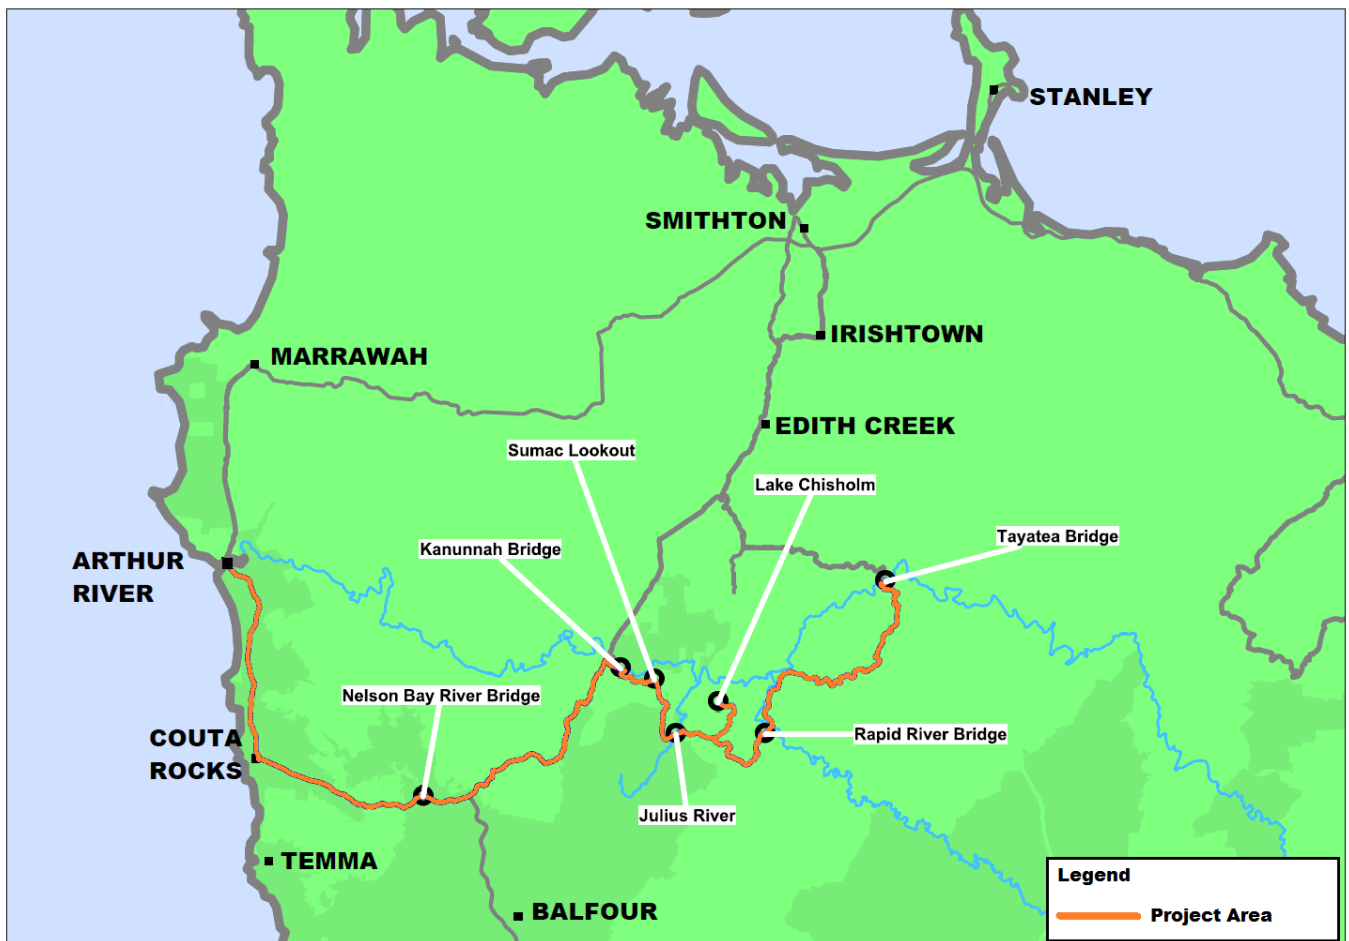 STANLEY
SMITHTON
IRISHTOWN
MARRAWAH
EDITH CREEK
Sumac Lookout
Lake Chisholm
Tayatea Bridge
Kanunnah Bridge
ARTHUR
RIVER
Nelson Bay River Bridge
Rapid River Bridge
COUTA
ROCKS
Julius River
TEMMA
BALFOUR
Legend
Project Area